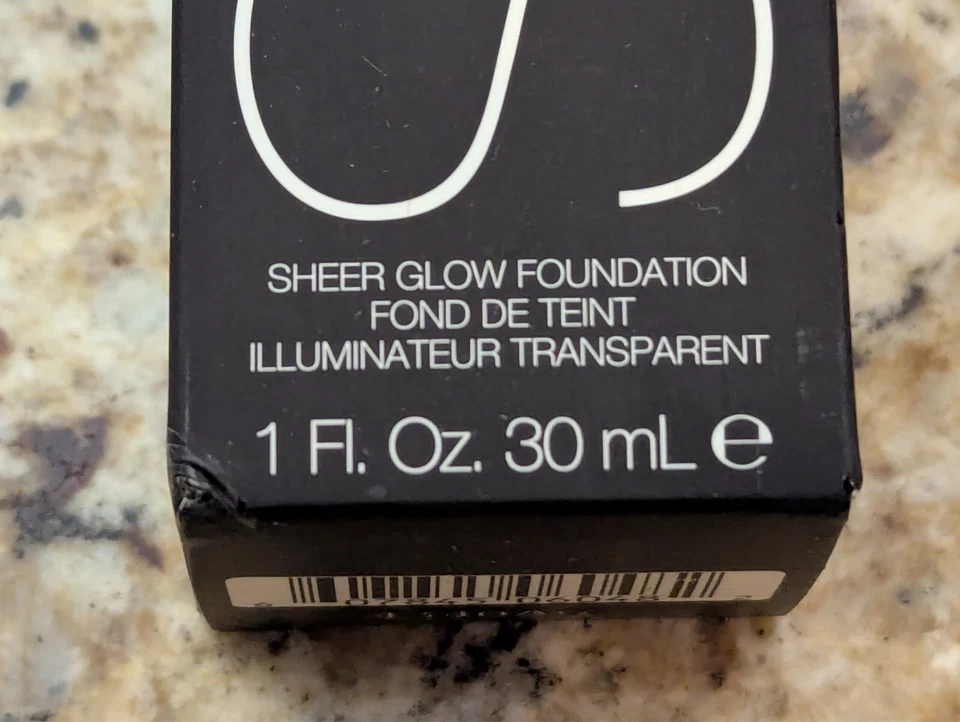 SHEER GLOW FOUNDATION
FOND DE TEINT
ILLUMINATEUR TRANSPARENT
1 Fl. Oz. 30 mL ℮